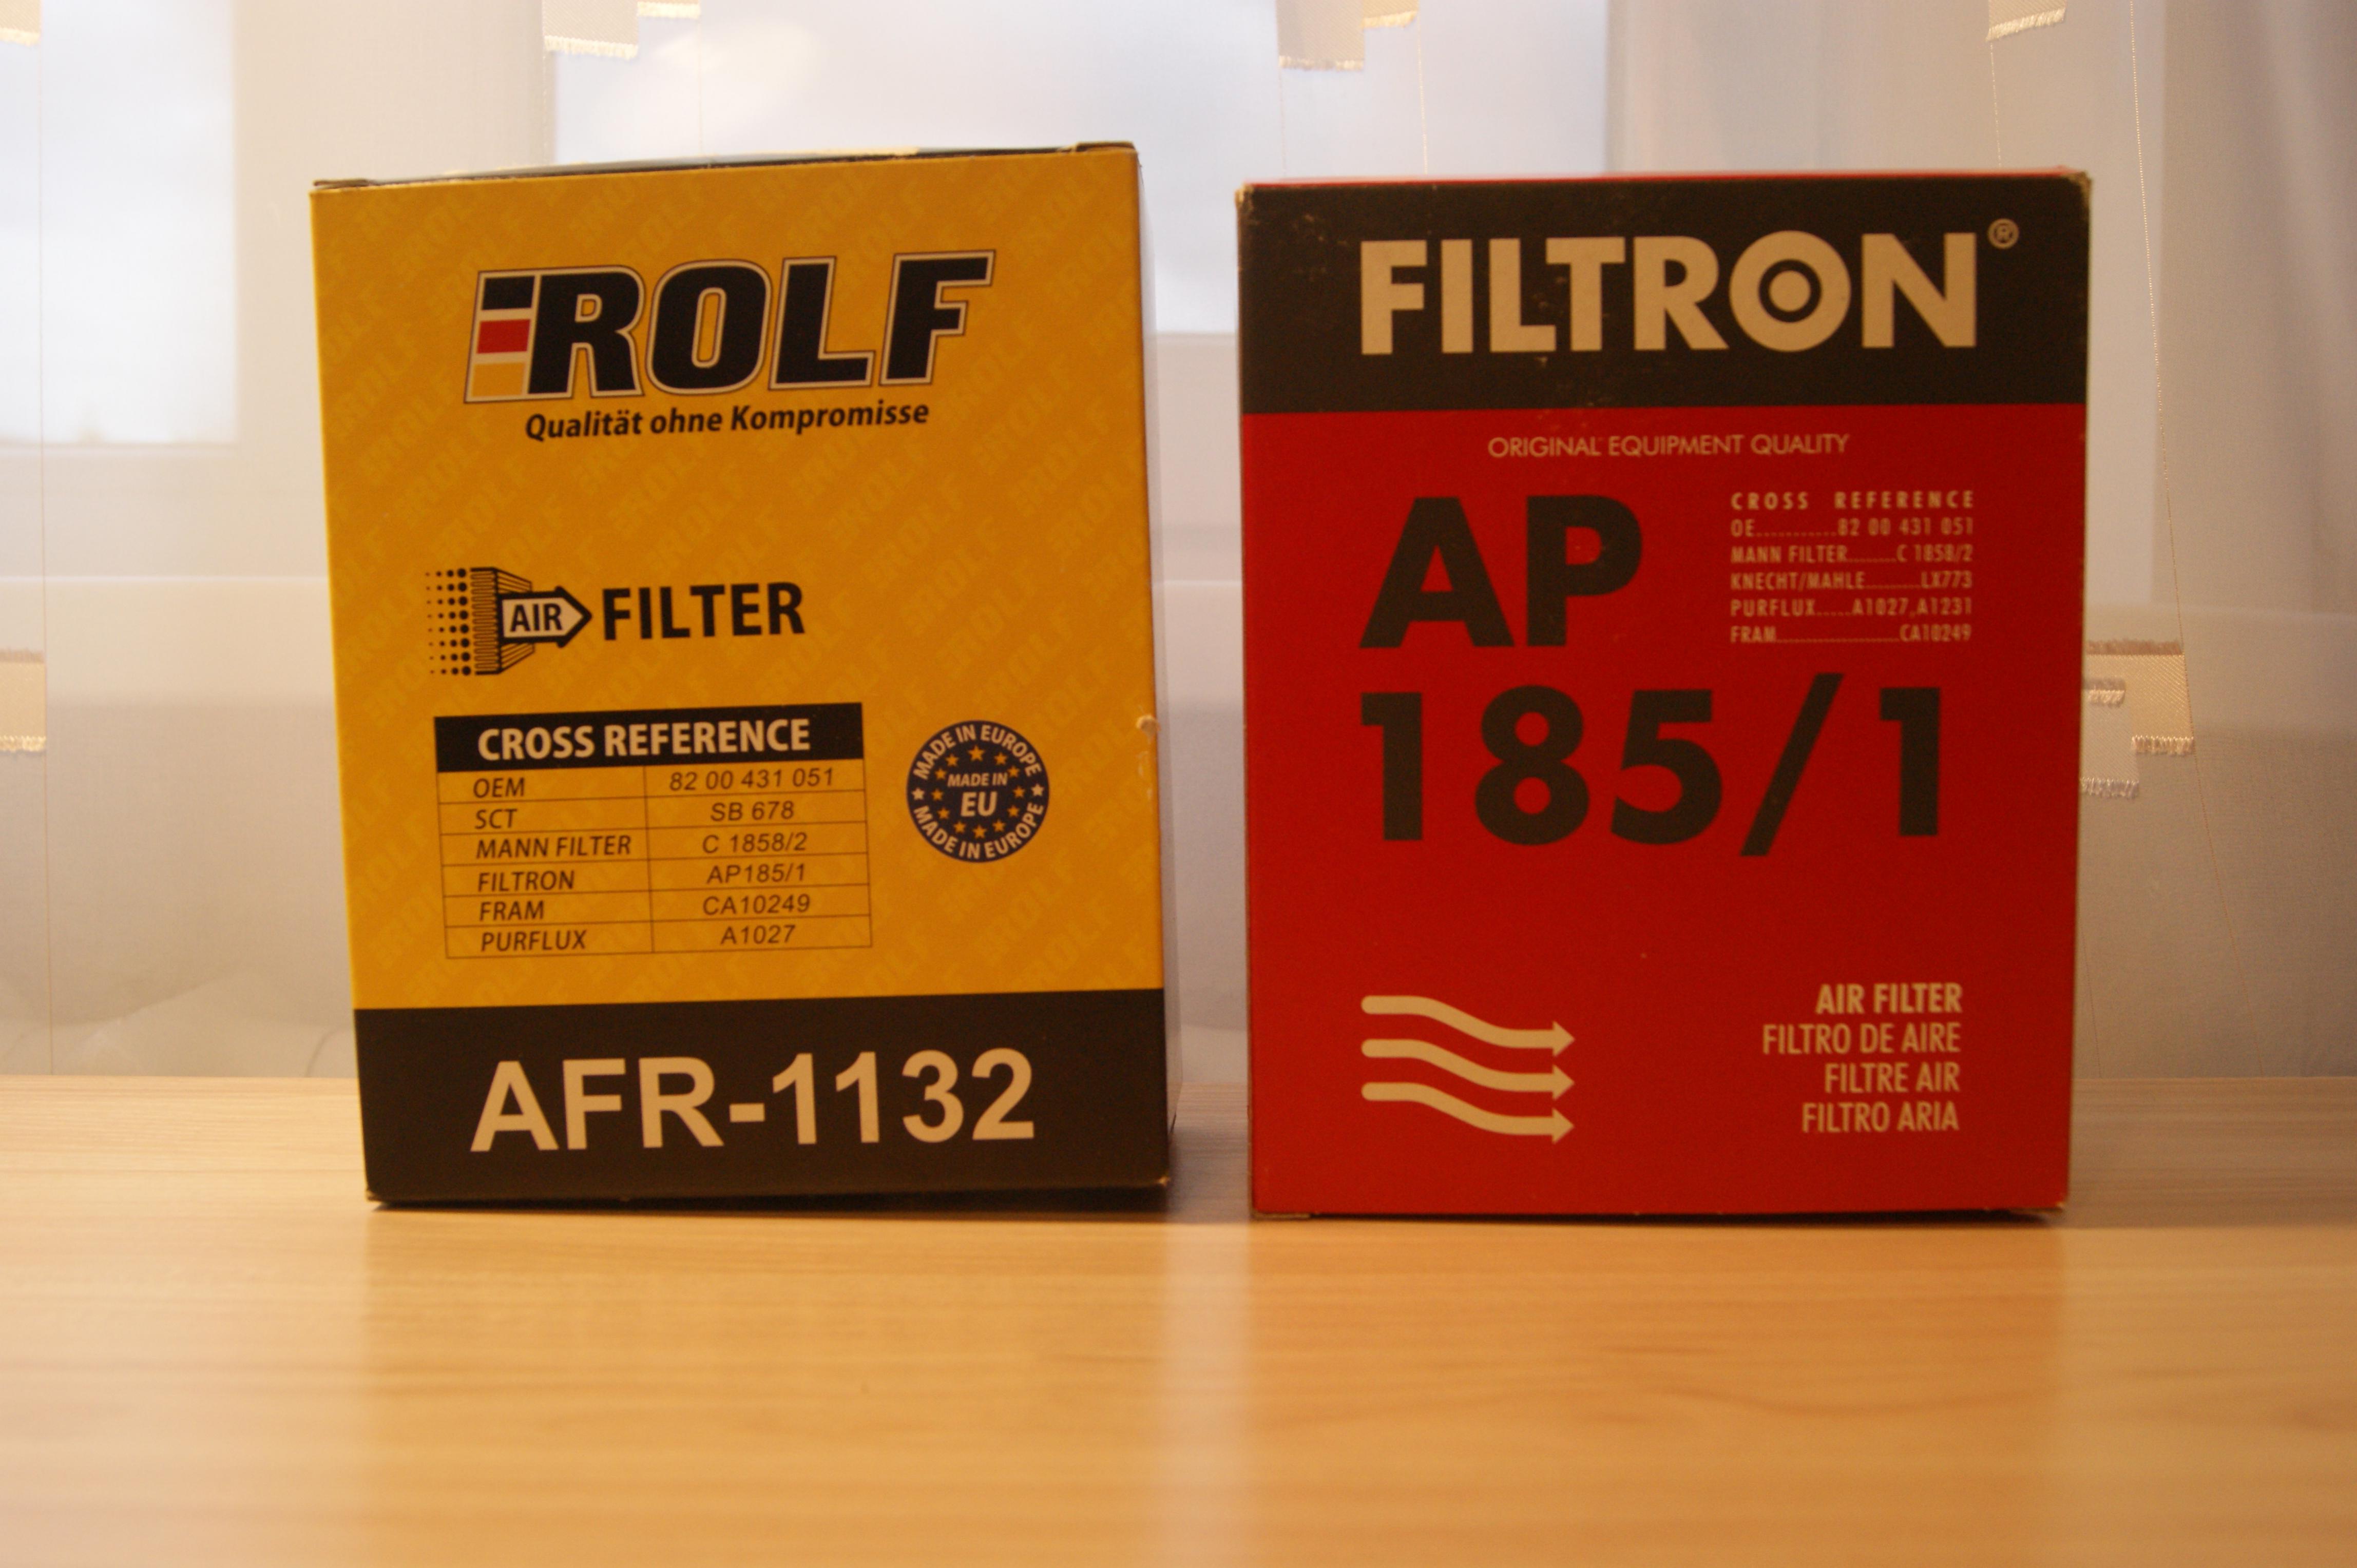 ROLF
Qualität ohne Kompromisse
AIR FILTER
CROSS REFERENCE
OEM 82 00 431 051
SCT SB 678
MANN FILTER C 1858/2
FILTRON AP185/1
FRAM CA10249
PURFLUX A1027
MADE IN EUROPE
MADE IN
EU
MADE IN EUROPE
AFR-1132
FILTRON®
ORIGINAL EQUIPMENT QUALITY
AP
185/1
CROSS REFERENCE
OE...........82 00 431 051
MANN FILTER.......C 1858/2
KNECHT/MAHLE........LX773
PURFLUX.....A1027,A1231
FRAM..................CA10249
AIR FILTER
FILTRO DE AIRE
FILTRE AIR
FILTRO ARIA